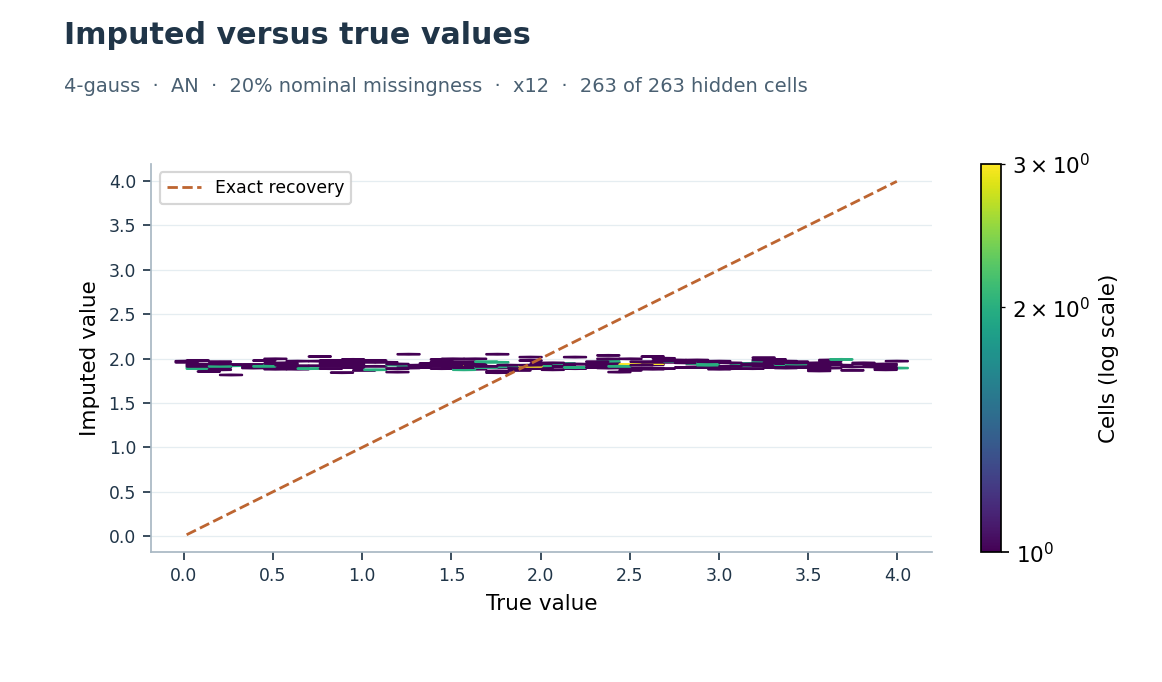 Imputed versus true values
4-gauss · AN · 20% nominal missingness · x12 · 263 of 263 hidden cells
Exact recovery
4.0
3.5
3.0
2.5
2.0
1.5
1.0
0.5
0.0
Imputed value
0.0 0.5 1.0 1.5 2.0 2.5 3.0 3.5 4.0
True value
3 × 10⁰
2 × 10⁰
10⁰
Cells (log scale)